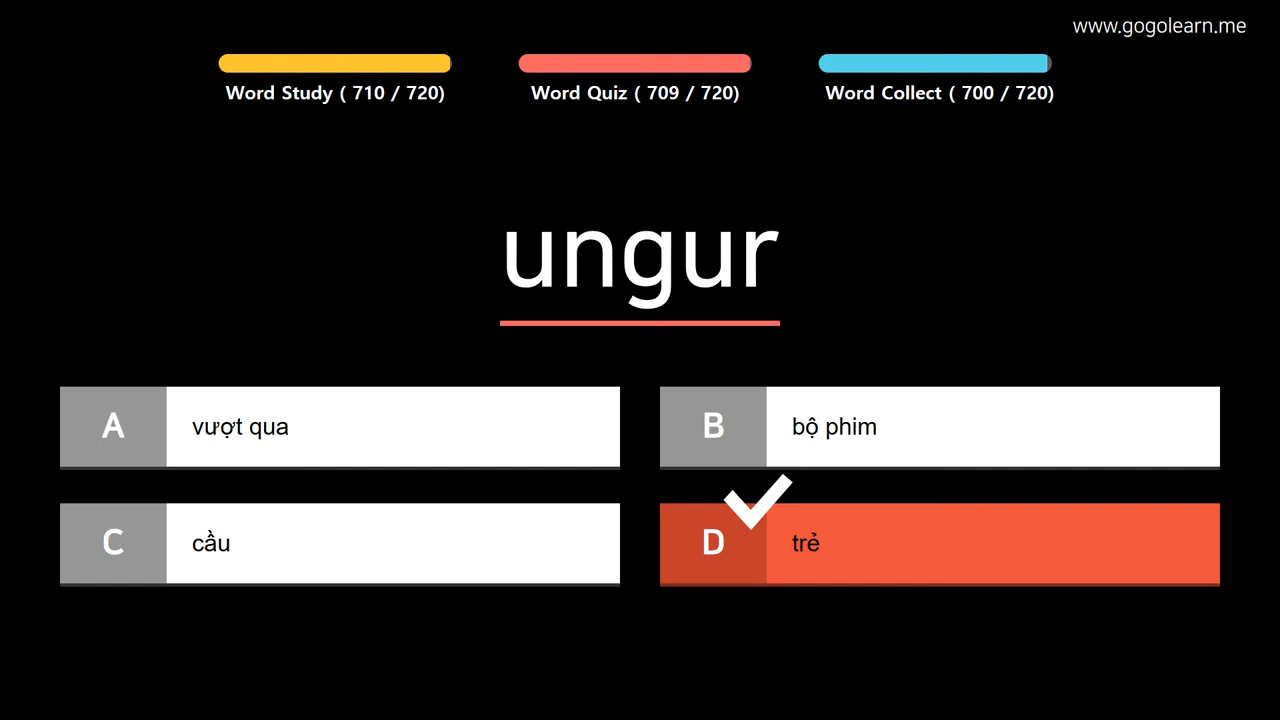 www.gogolearn.me
Word Study ( 710 / 720)
Word Quiz ( 709 / 720)
Word Collect ( 700 / 720)
ungur
A vượt qua
B bộ phim
C cầu
D trẻ